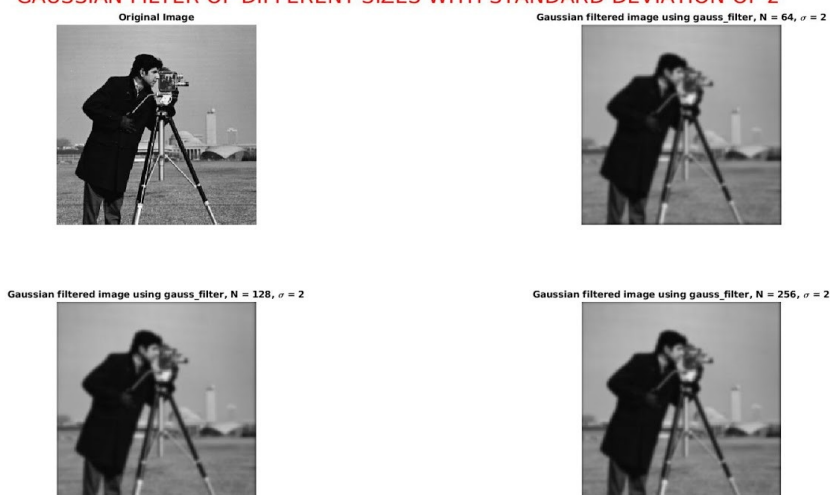 GAUSSIAN FILTER OF DIFFERENT SIZES WITH STANDARD DEVIATION OF 2
Original Image
Gaussian filtered image using gauss_filter, N = 64, σ = 2
Gaussian filtered image using gauss_filter, N = 128, σ = 2
Gaussian filtered image using gauss_filter, N = 256, σ = 2